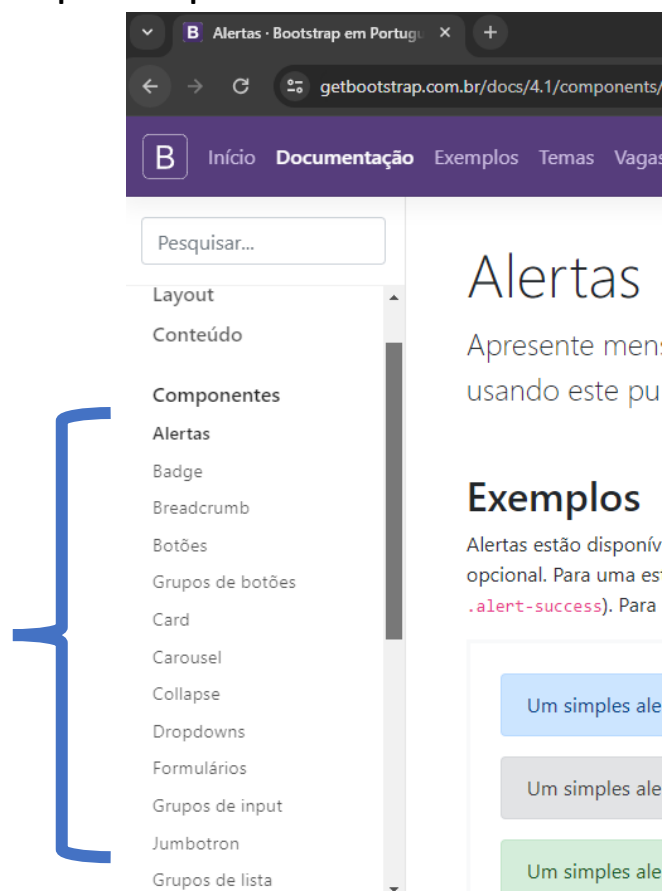 B Alertas · Bootstrap em Portugu
getbootstrap.com.br/docs/4.1/components/
B Início Documentação Exemplos Temas Vagas
Pesquisar...
Layout
Conteúdo
Componentes
Alertas
Badge
Breadcrumb
Botões
Grupos de botões
Card
Carousel
Collapse
Dropdowns
Formulários
Grupos de input
Jumbotron
Grupos de lista
Alertas
Apresente mens
usando este pu
Exemplos
Alertas estão disponív
opcional. Para uma est
.alert-success). Para
Um simples ale
Um simples ale
Um simples ale